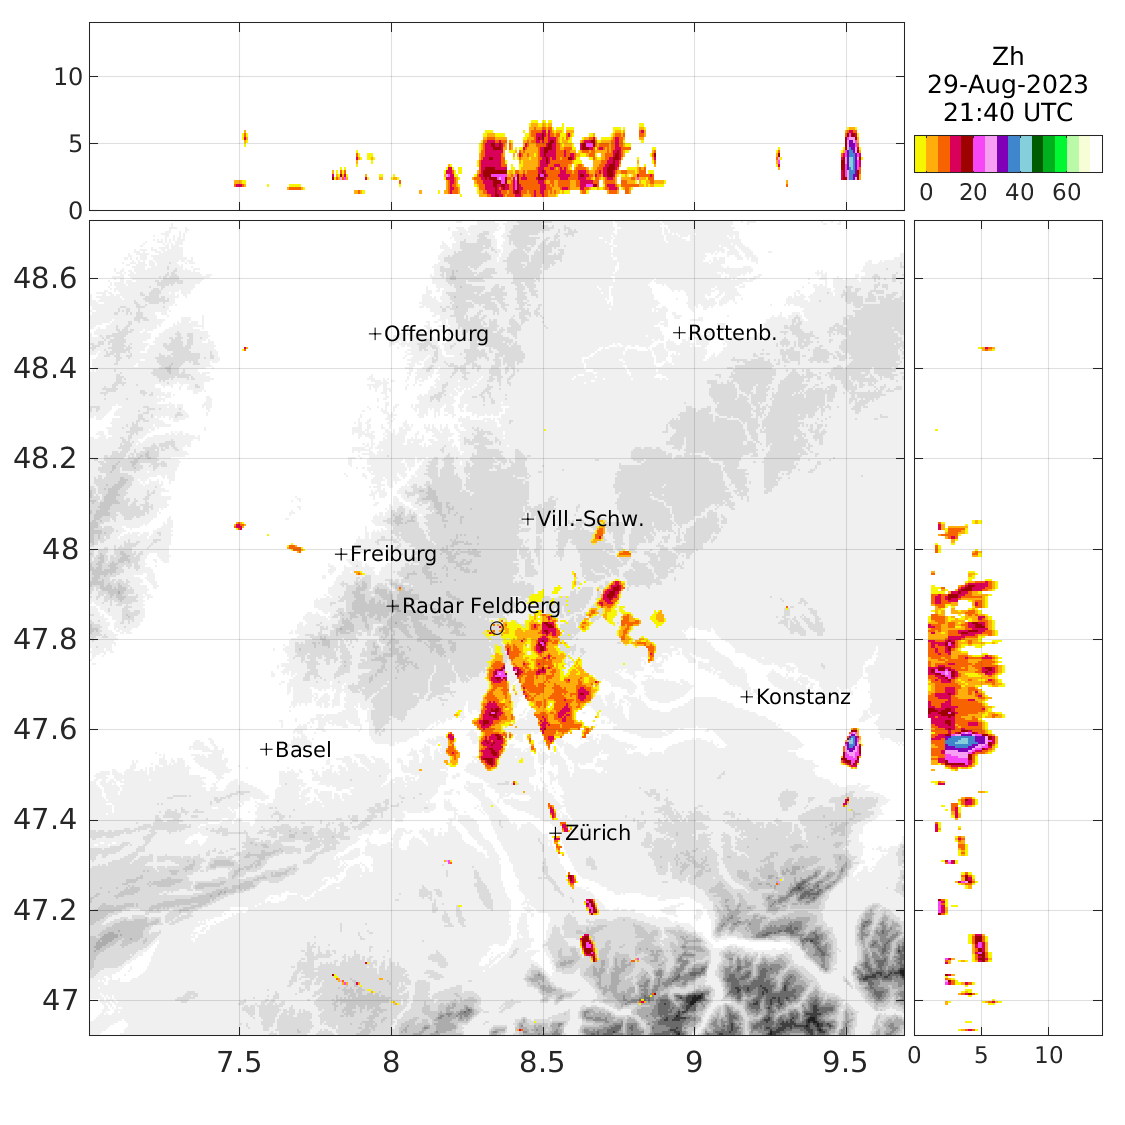 10
5
0
Zh
29-Aug-2023
21:40 UTC
0 20 40 60
48.6
48.4
48.2
48
47.8
47.6
47.4
47.2
47
Offenburg
Rottenb.
Vill.-Schw.
Freiburg
Radar Feldberg
Konstanz
Basel
Zürich
7.5 8 8.5 9 9.5
0 5 10